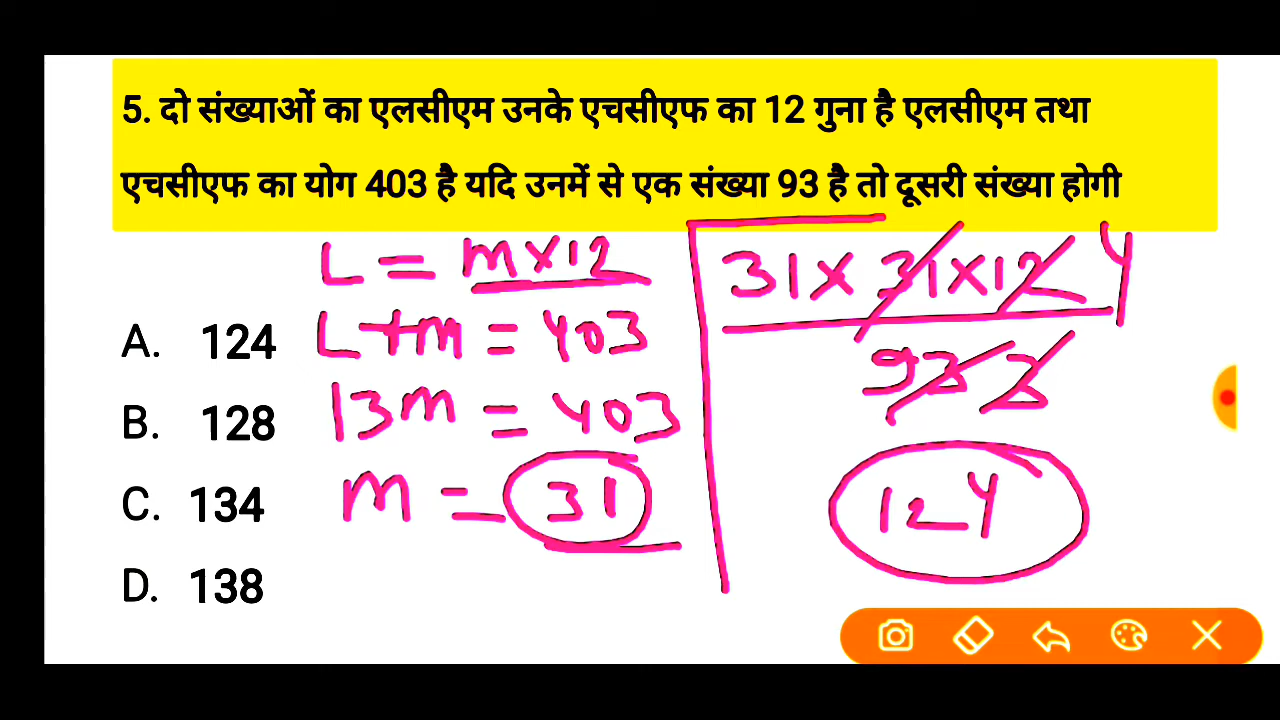 5. दो संख्याओं का एलसीएम उनके एचसीएफ का 12 गुना है एलसीएम तथा
एचसीएफ का योग 403 है यदि उनमें से एक संख्या 93 है तो दूसरी संख्या होगी
A. 124
B. 128
C. 134
D. 138
L = m×12
L+m = 403
13m = 403
m = 31
31×31×12 4
93 3
124